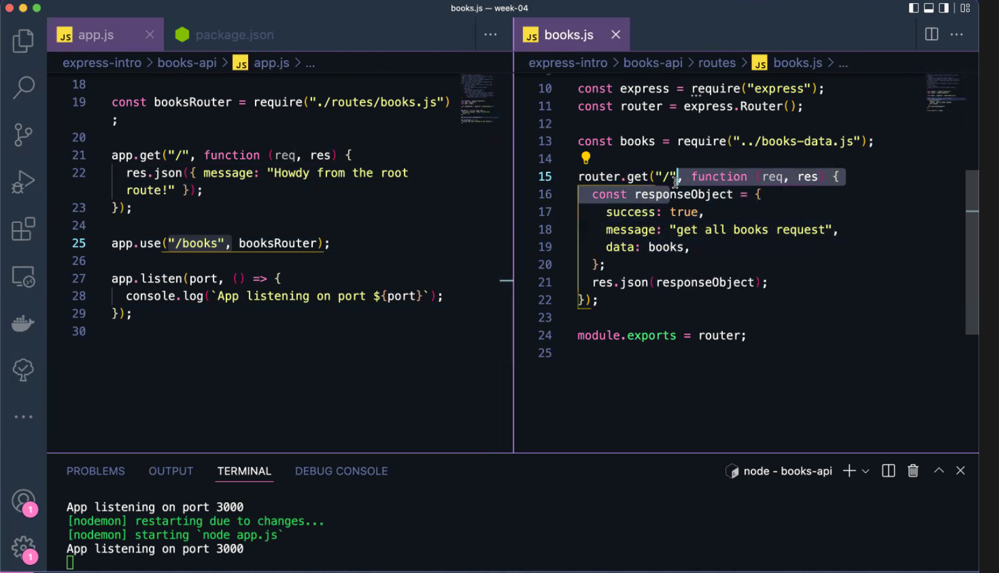 books.js — week-04
JS app.js
package.json
JS books.js
express-intro > books-api > JS app.js > ...
18
19 const booksRouter = require("./routes/books.js")
;
20
21 app.get("/", function (req, res) {
22 res.json({ message: "Howdy from the root
route!" });
23 });
24
25 app.use("/books", booksRouter);
26
27 app.listen(port, () => {
28 console.log(`App listening on port ${port}`);
29 });
30
express-intro > books-api > routes > JS books.js > ...
10 const express = require("express");
11 const router = express.Router();
12
13 const books = require("../books-data.js");
14
15 router.get("/", function (req, res) {
16 const responseObject = {
17 success: true,
18 message: "get all books request",
19 data: books,
20 };
21 res.json(responseObject);
22 });
23
24 module.exports = router;
25
PROBLEMS OUTPUT TERMINAL DEBUG CONSOLE
node - books-api
App listening on port 3000
[nodemon] restarting due to changes...
[nodemon] starting `node app.js`
App listening on port 3000
1
1